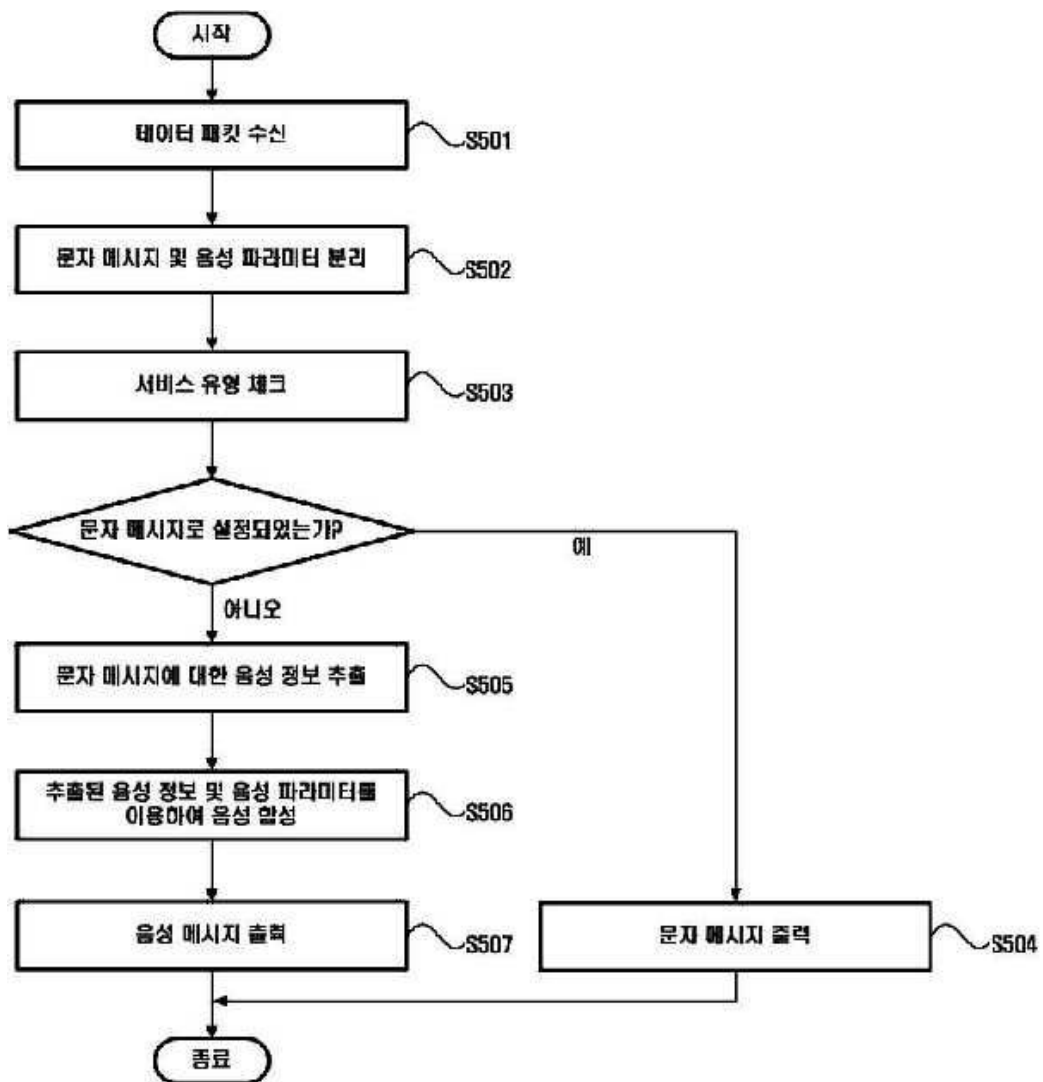 시작
데이터 패킷 수신
S501
문자 메시지 및 음성 파라미터 분리
S502
서비스 유형 체크
S503
문자 메시지로 설정되었는가?
예
아니오
문자 메시지에 대한 음성 정보 추출
S505
추출된 음성 정보 및 음성 파라미터를
이용하여 음성 합성
S506
음성 메시지 출력
S507
문자 메시지 출력
S504
종료